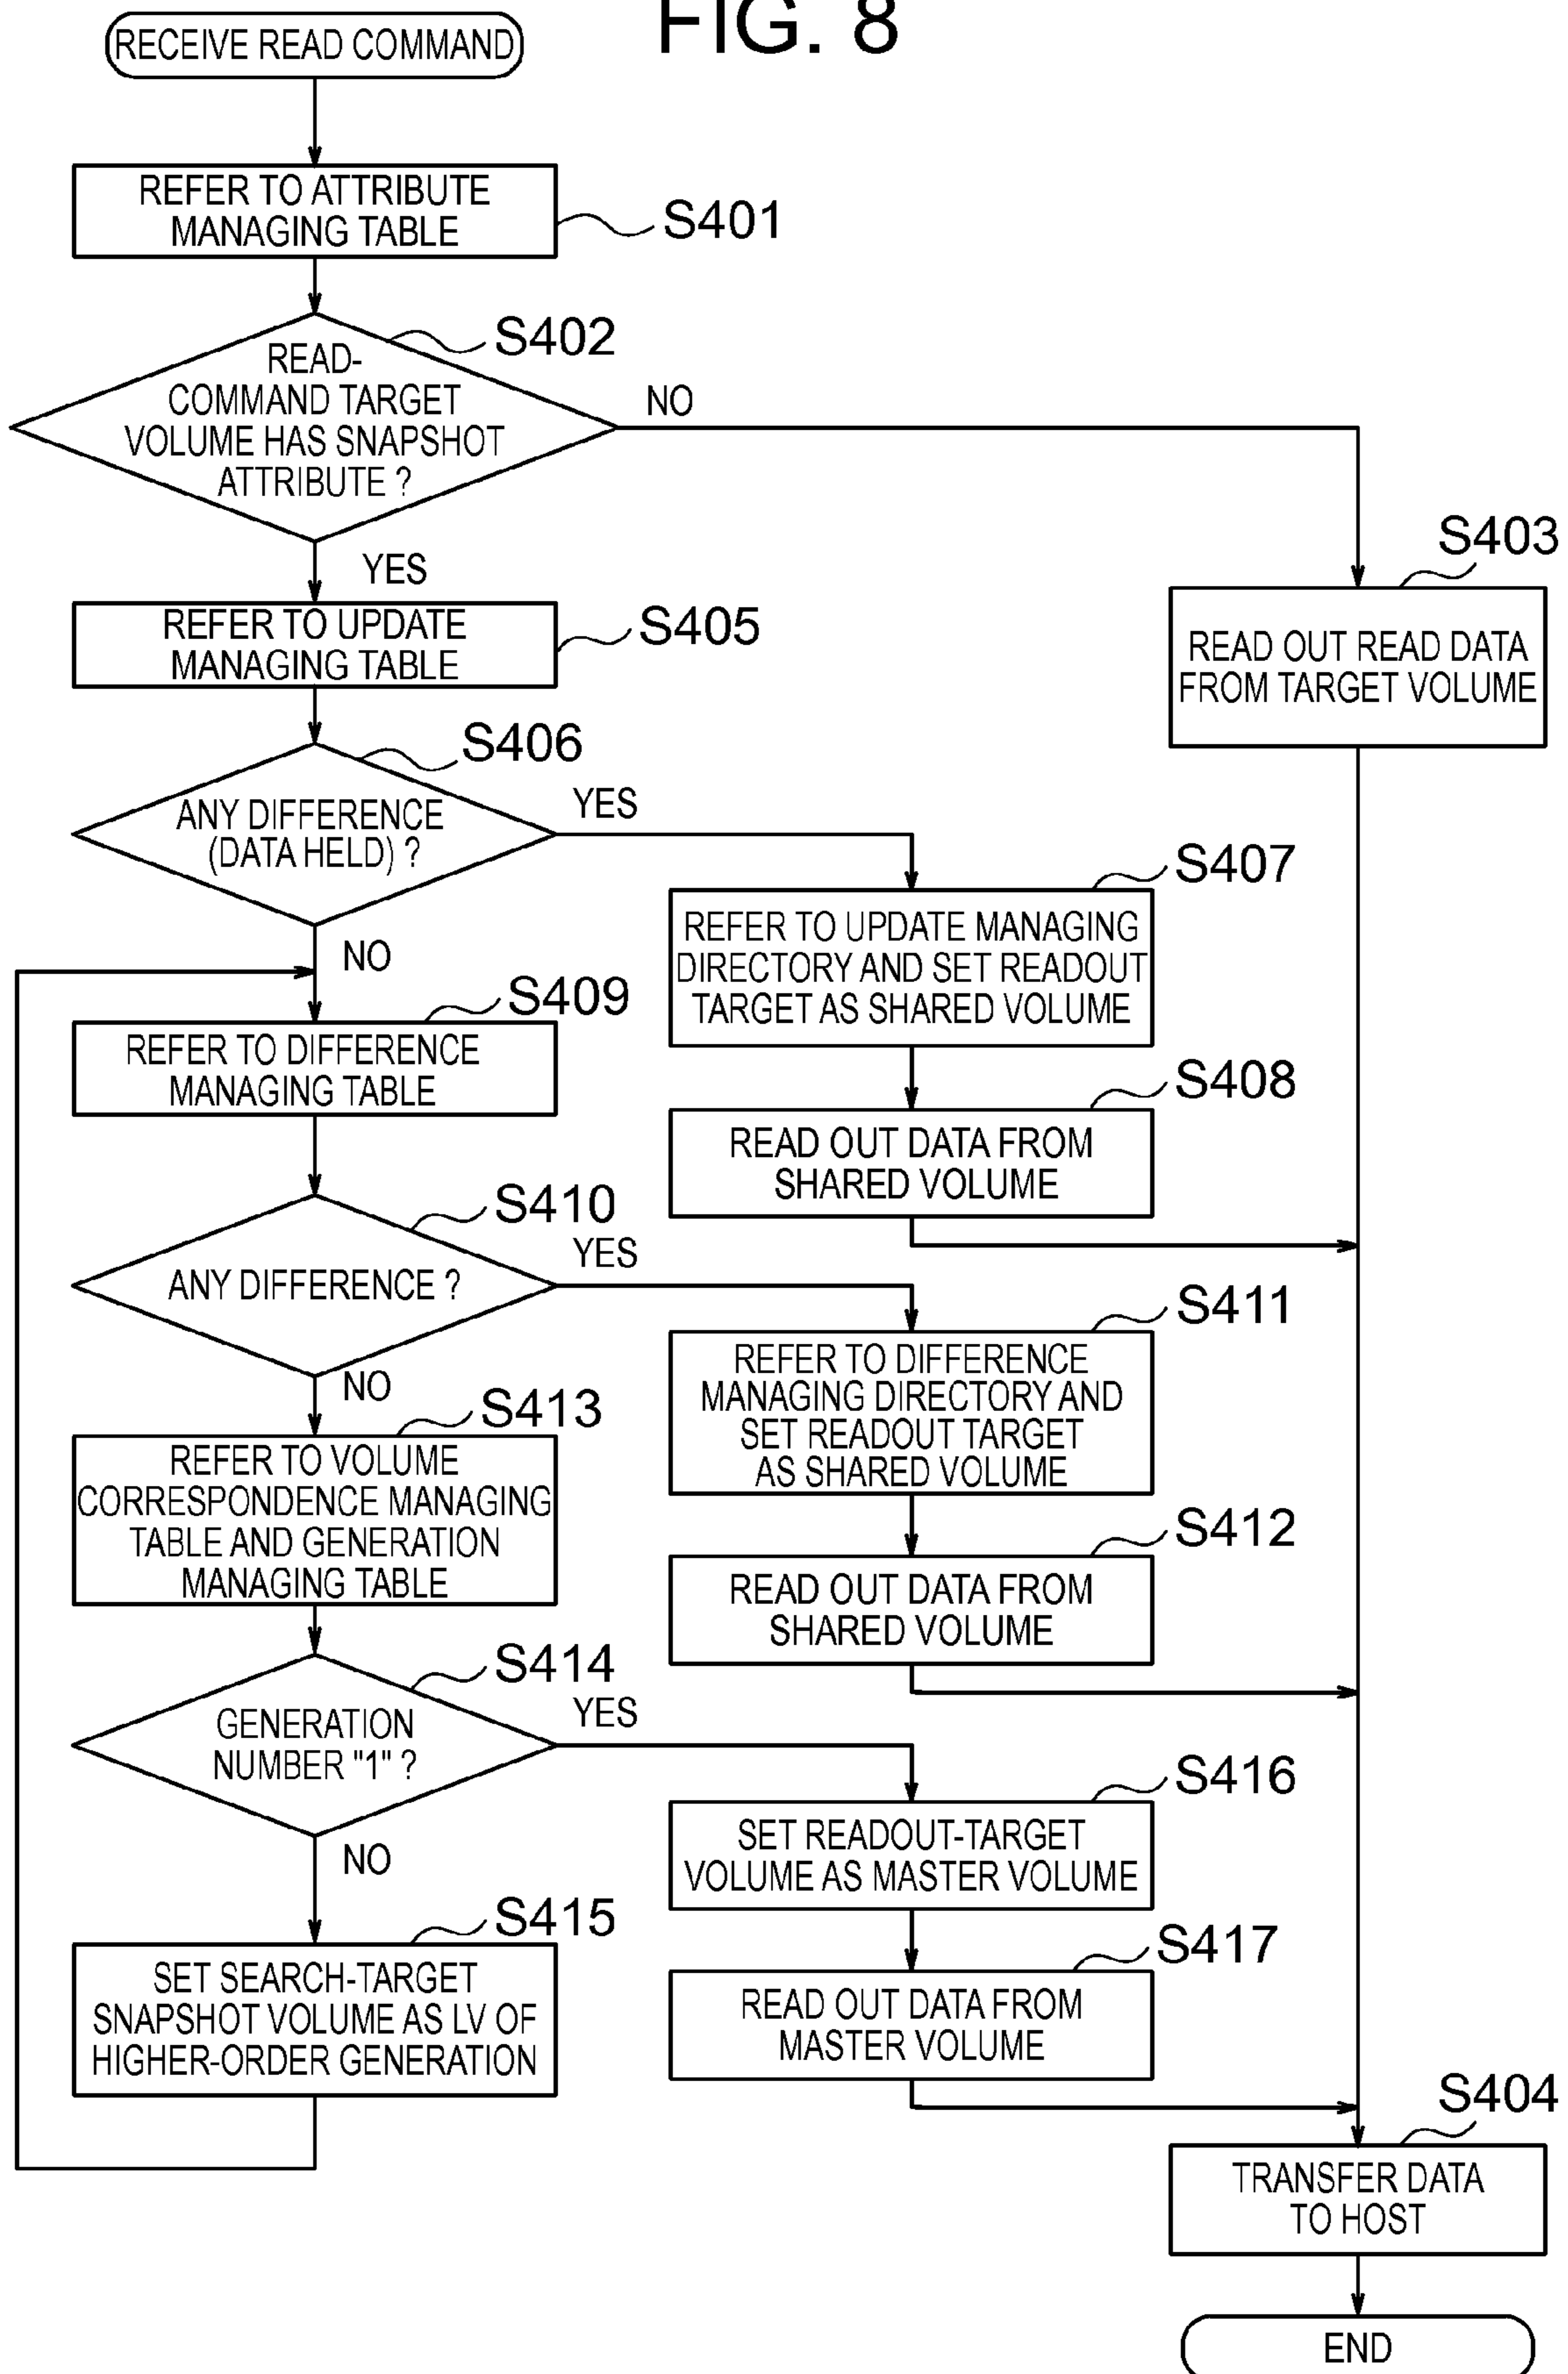 FIG. 8
RECEIVE READ COMMAND
REFER TO ATTRIBUTE
MANAGING TABLE
S401
S402
READ-
COMMAND TARGET
VOLUME HAS SNAPSHOT
ATTRIBUTE ?
NO
YES
S403
READ OUT READ DATA
FROM TARGET VOLUME
REFER TO UPDATE
MANAGING TABLE
S405
S406
ANY DIFFERENCE
(DATA HELD) ?
YES
NO
S407
REFER TO UPDATE MANAGING
DIRECTORY AND SET READOUT
TARGET AS SHARED VOLUME
S408
READ OUT DATA FROM
SHARED VOLUME
S409
REFER TO DIFFERENCE
MANAGING TABLE
S410
ANY DIFFERENCE ?
YES
NO
S411
REFER TO DIFFERENCE
MANAGING DIRECTORY AND
SET READOUT TARGET
AS SHARED VOLUME
S412
READ OUT DATA FROM
SHARED VOLUME
S413
REFER TO VOLUME
CORRESPONDENCE MANAGING
TABLE AND GENERATION
MANAGING TABLE
S414
GENERATION
NUMBER "1" ?
YES
NO
S416
SET READOUT-TARGET
VOLUME AS MASTER VOLUME
S417
READ OUT DATA FROM
MASTER VOLUME
S415
SET SEARCH-TARGET
SNAPSHOT VOLUME AS LV OF
HIGHER-ORDER GENERATION
S404
TRANSFER DATA
TO HOST
END